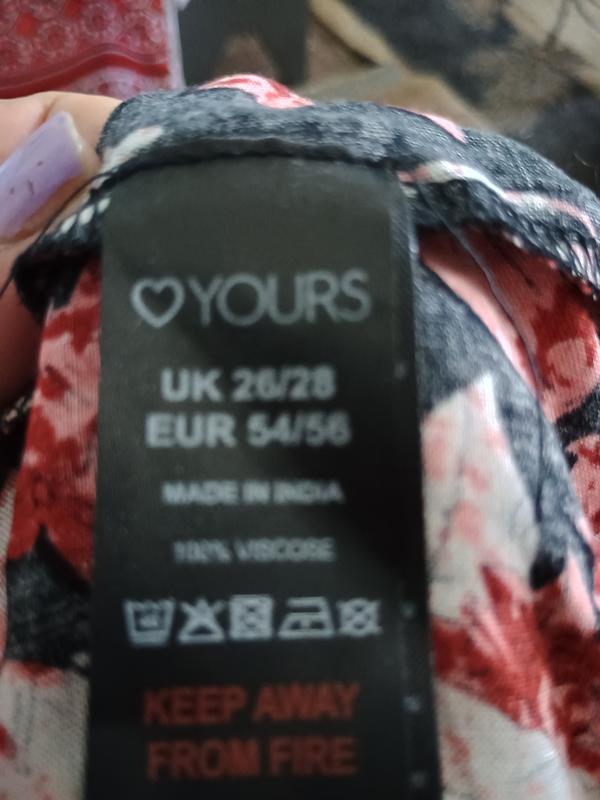 ♡YOURS
UK 26/28
EUR 54/56
MADE IN INDIA
100% VISCOSE
KEEP AWAY
FROM FIRE